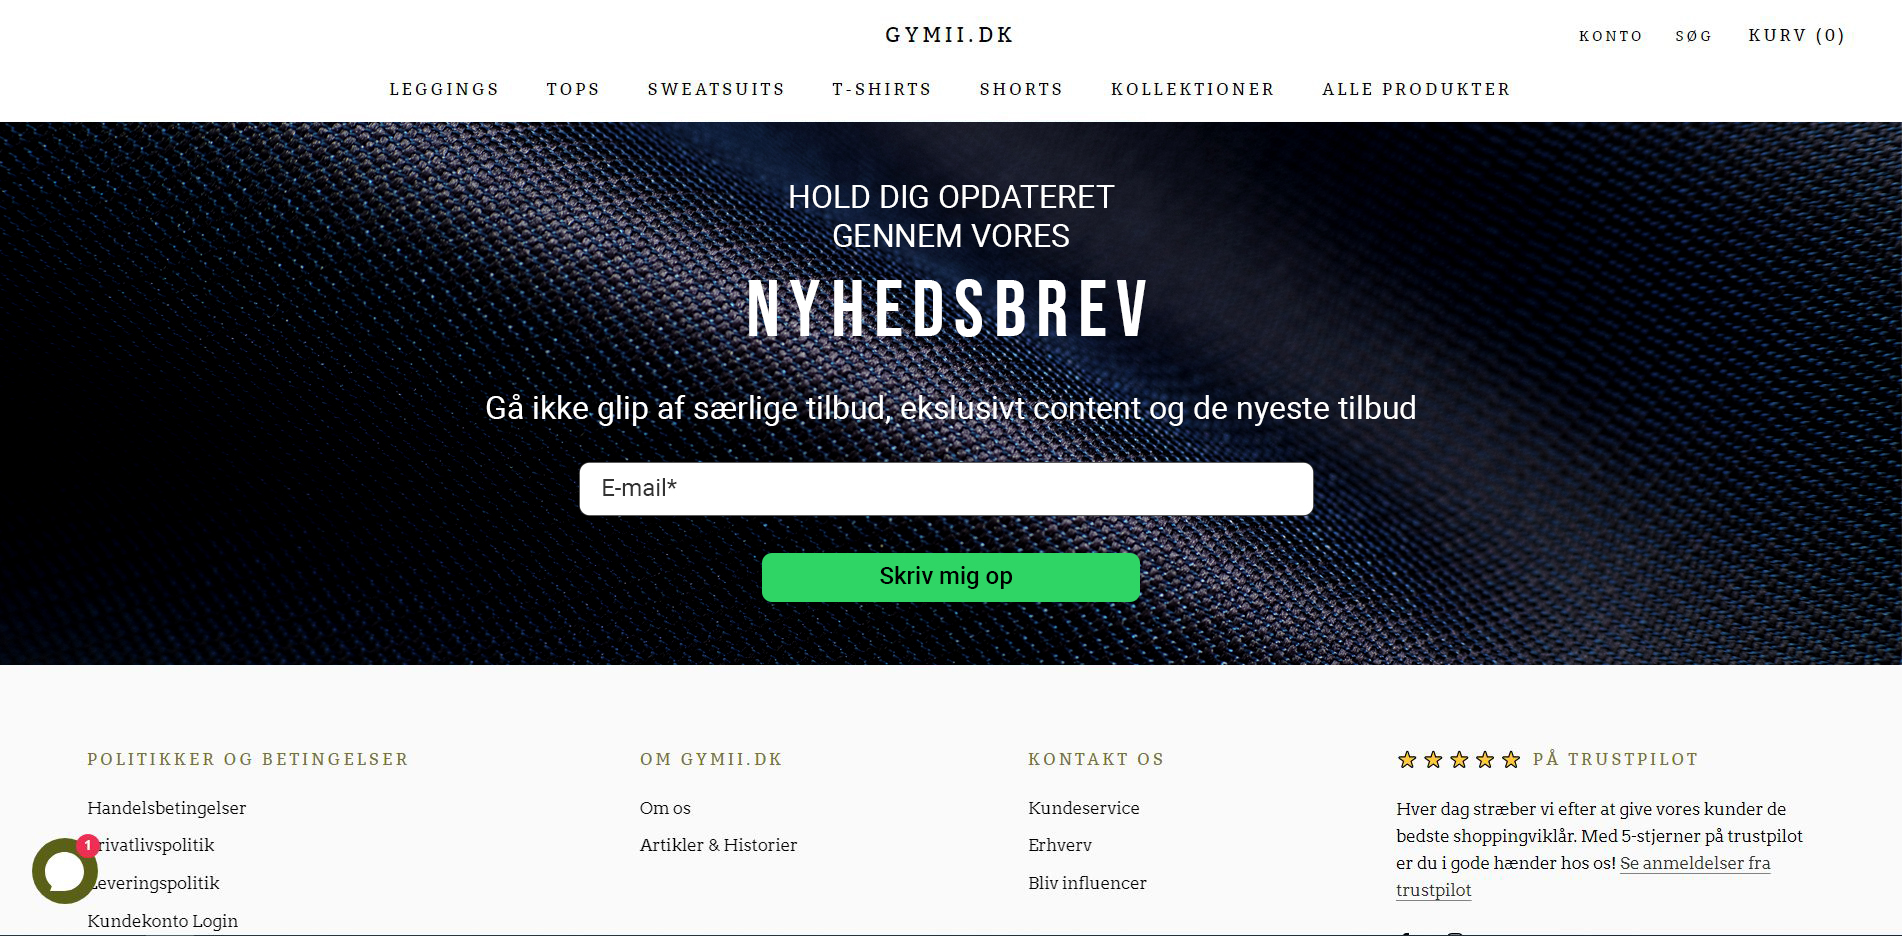 GYMII.DK
KONTO SØG KURV (0)
LEGGINGS TOPS SWEATSUITS T-SHIRTS SHORTS KOLLEKTIONER ALLE PRODUKTER
HOLD DIG OPDATERET
GENNEM VORES
NYHEDSBREV
Gå ikke glip af særlige tilbud, ekslusivt content og de nyeste tilbud
E-mail*
Skriv mig op
POLITIKKER OG BETINGELSER
Handelsbetingelser
rivatlivspolitik
everingspolitik
Kundekonto Login
1
OM GYMII.DK
Om os
Artikler & Historier
KONTAKT OS
Kundeservice
Erhverv
Bliv influencer
PÅ TRUSTPILOT
Hver dag stræber vi efter at give vores kunder de
bedste shoppingviklår. Med 5-stjerner på trustpilot
er du i gode hænder hos os! Se anmeldelser fra
trustpilot